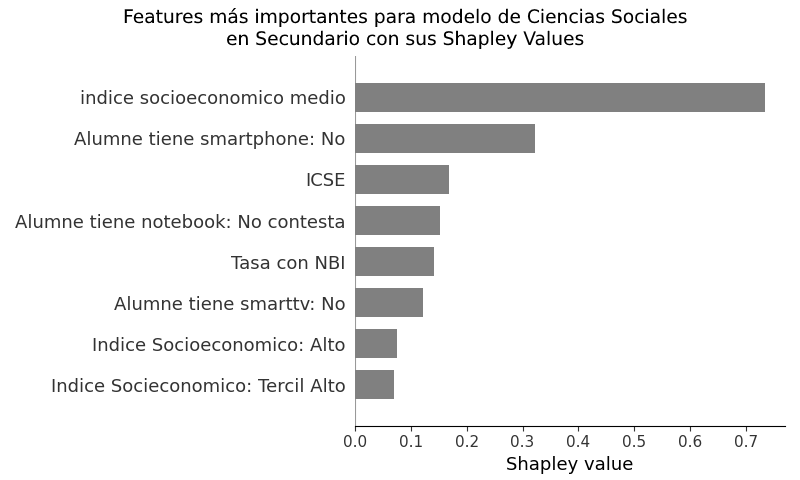 Features más importantes para modelo de Ciencias Sociales
en Secundario con sus Shapley Values
indice socioeconomico medio
Alumne tiene smartphone: No
ICSE
Alumne tiene notebook: No contesta
Tasa con NBI
Alumne tiene smarttv: No
Indice Socioeconomico: Alto
Indice Socieconomico: Tercil Alto
0.0 0.1 0.2 0.3 0.4 0.5 0.6 0.7
Shapley value